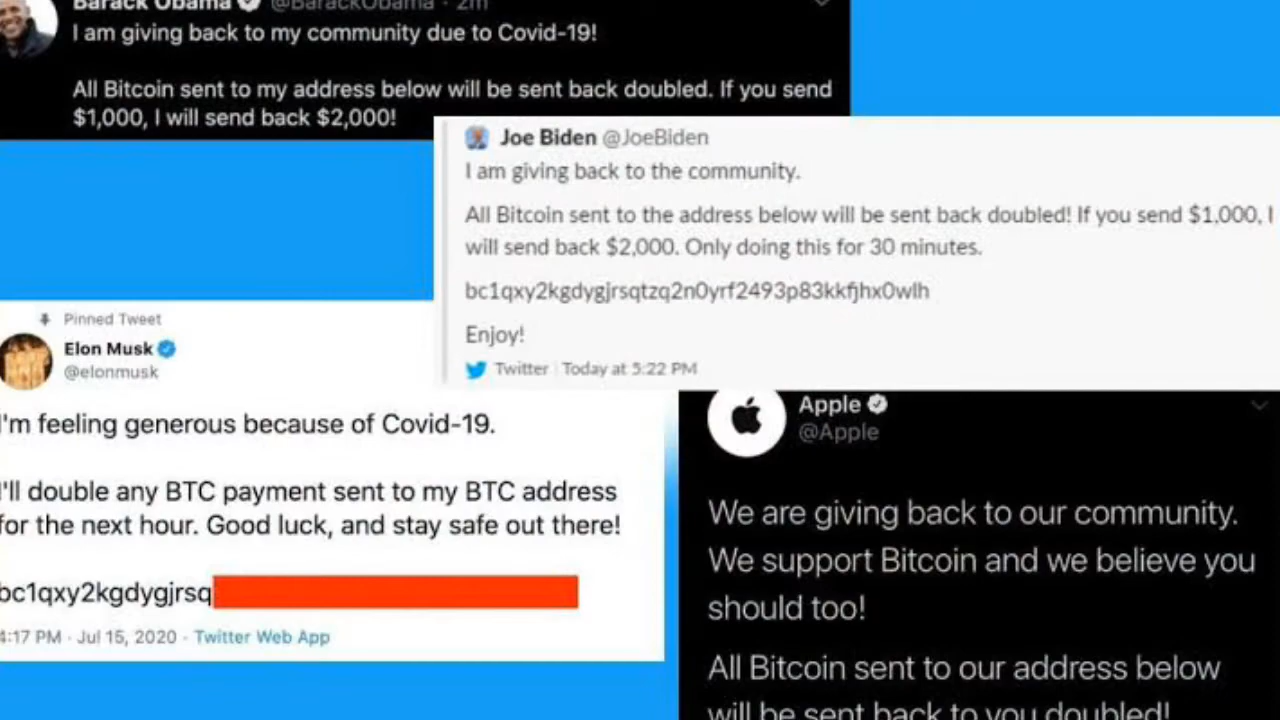 Barack Obama @BarackObama · 2m
I am giving back to my community due to Covid-19!
All Bitcoin sent to my address below will be sent back doubled. If you send
$1,000, I will send back $2,000!
Joe Biden @JoeBiden
I am giving back to the community.
All Bitcoin sent to the address below will be sent back doubled! If you send $1,000, I
will send back $2,000. Only doing this for 30 minutes.
bc1qxy2kgdygjrsqtzq2n0yrf2493p83kkfjhx0wlh
Enjoy!
Twitter | Today at 5:22 PM
Pinned Tweet
Elon Musk
@elonmusk
I'm feeling generous because of Covid-19.
I'll double any BTC payment sent to my BTC address
for the next hour. Good luck, and stay safe out there!
bc1qxy2kgdygjrsq
4:17 PM · Jul 15, 2020 · Twitter Web App
Apple
@Apple
We are giving back to our community.
We support Bitcoin and we believe you
should too!
All Bitcoin sent to our address below
will be sent back to you doubled!